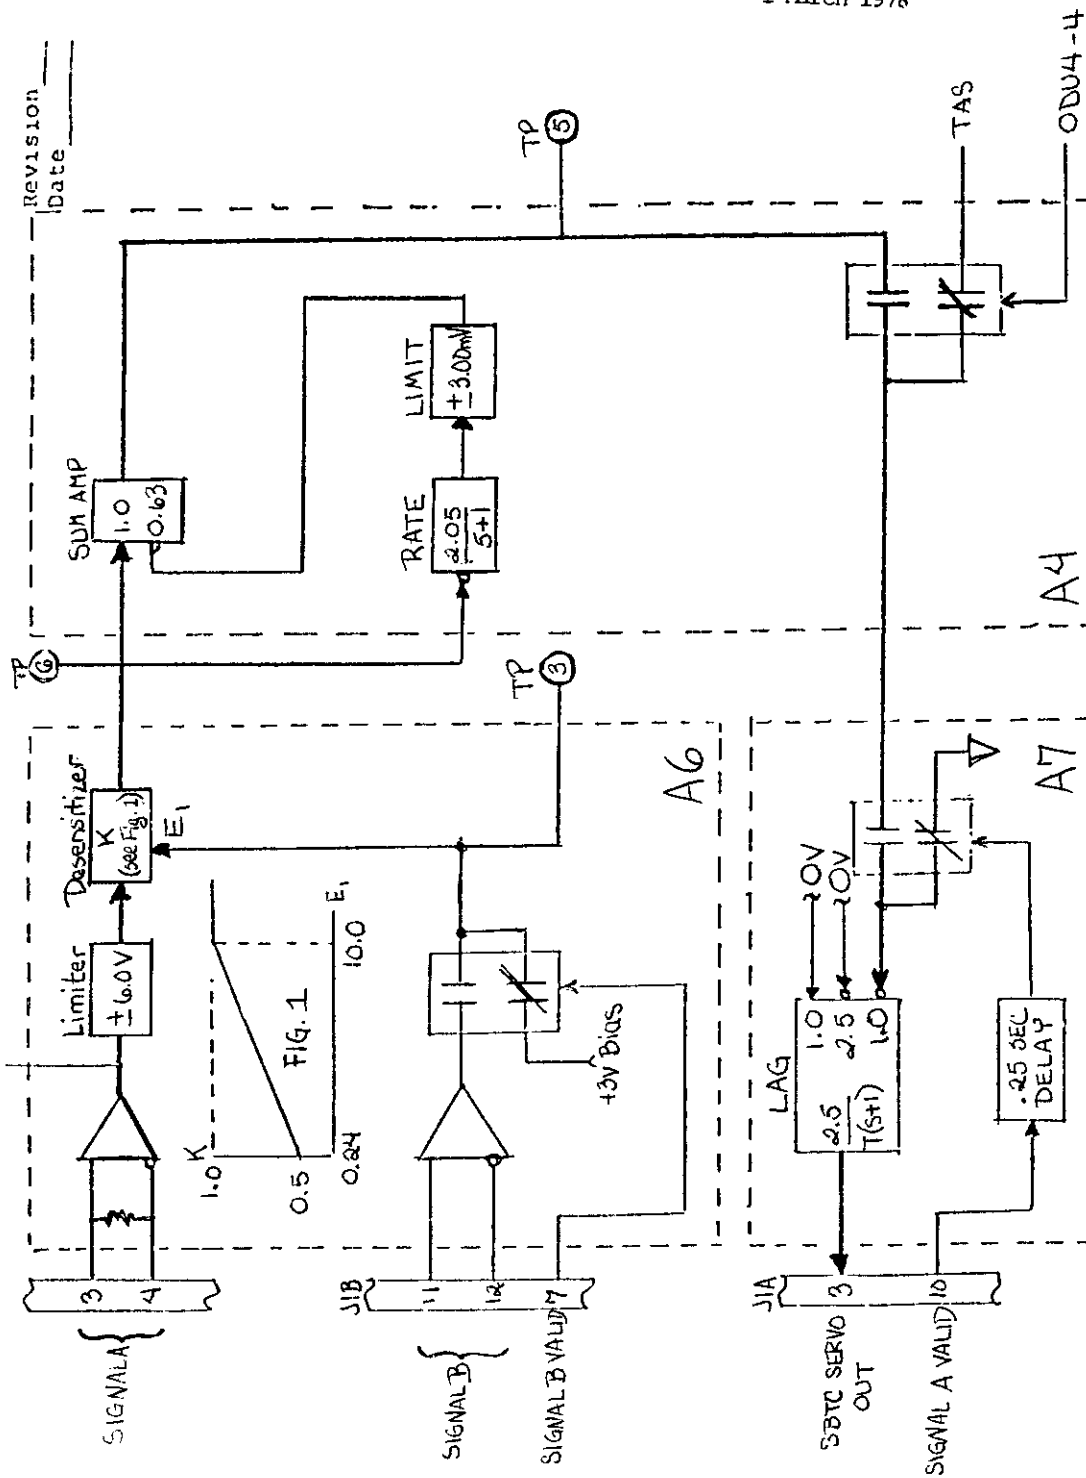 1978
Revision
Date
TP
6
SUM AMP
1.0
0.63
TP
5
RATE
2.05
S+1
LIMIT
±3.00mV
TAS
ODU4-4
A4
Limiter
±6.0V
Desensitizer
K
(see Fig. 1)
E1
K
1.0
0.5
0.24
10.0
E1
FIG. 1
TP
3
A6
+3V Bias
SIGNAL A
3
4
J1B
SIGNAL B
11
12
SIGNAL B VALID
7
LAG
2.5
T(s+1)
1.0
2.5
1.0
0V
0V
A7
.25 SEC
DELAY
J1A
SBTC SERVO
OUT
3
SIGNAL A VALID
10